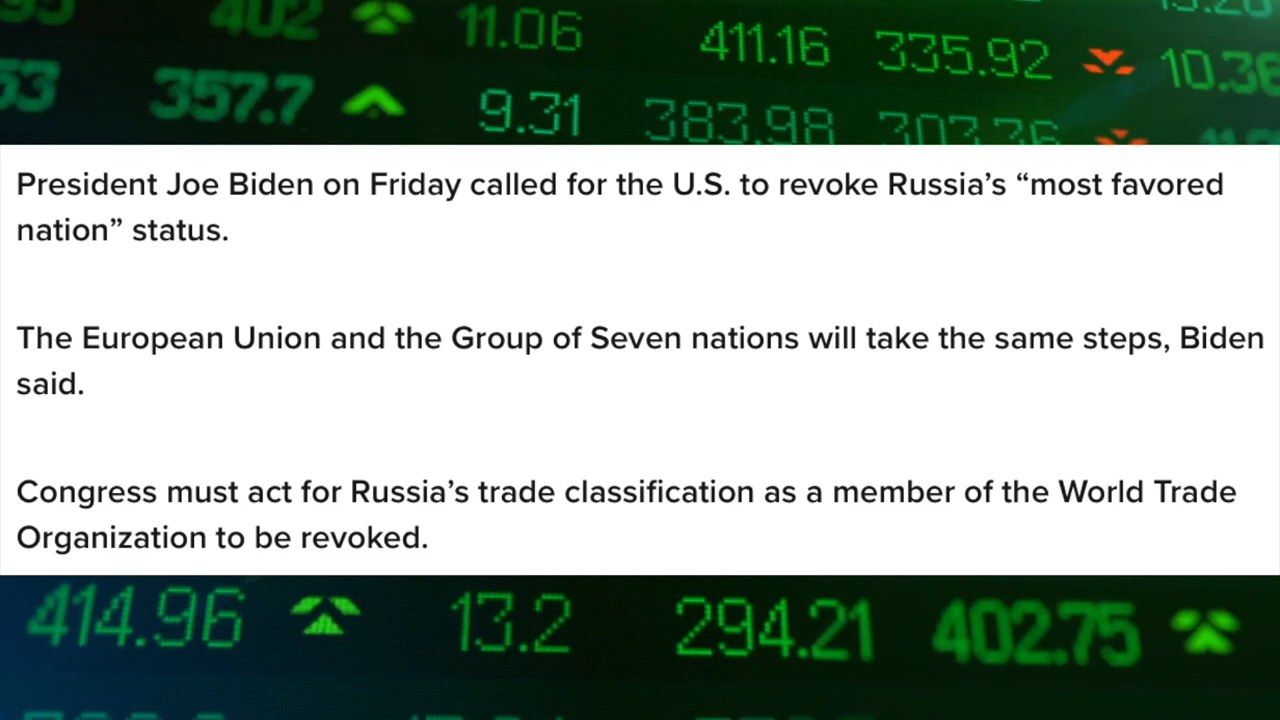 402 11.06 411.16 335.92
357.7 9.31 383.98 303.36
President Joe Biden on Friday called for the U.S. to revoke Russia’s “most favored
nation” status.
The European Union and the Group of Seven nations will take the same steps, Biden
said.
Congress must act for Russia’s trade classification as a member of the World Trade
Organization to be revoked.
414.96 13.2 294.21 402.75